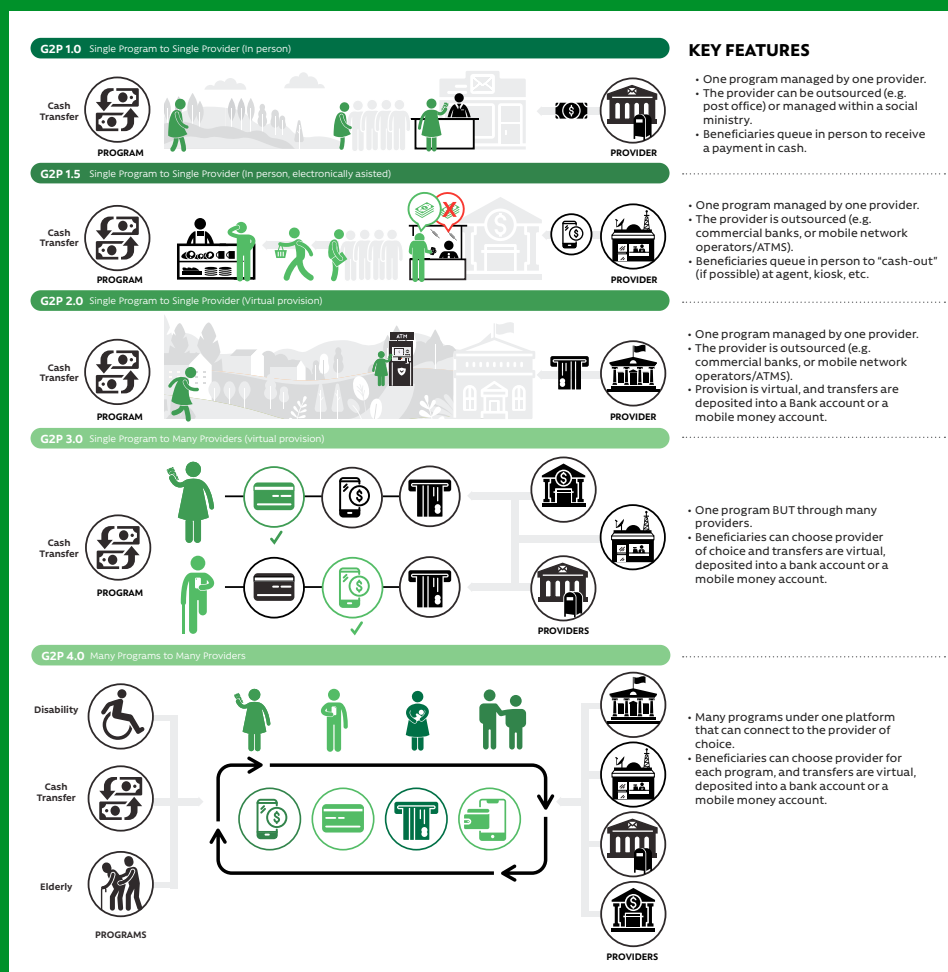 G2P 1.0 Single Program to Single Provider (In person)
KEY FEATURES
Cash
Transfer
PROGRAM
PROVIDER
• One program managed by one provider.
• The provider can be outsourced (e.g.
post office) or managed within a social
ministry.
• Beneficiaries queue in person to receive
a payment in cash.
G2P 1.5 Single Program to Single Provider (In person, electronically asisted)
Cash
Transfer
PROGRAM
PROVIDER
• One program managed by one provider.
• The provider is outsourced (e.g.
commercial banks, or mobile network
operators/ATMS).
• Beneficiaries queue in person to “cash-out”
(if possible) at agent, kiosk, etc.
G2P 2.0 Single Program to Single Provider (Virtual provision)
Cash
Transfer
PROGRAM
ATM
PROVIDER
• One program managed by one provider.
• The provider is outsourced (e.g.
commercial banks, or mobile network
operators/ATMS).
• Provision is virtual, and transfers are
deposited into a Bank account or a
mobile money account.
G2P 3.0 Single Program to Many Providers (virtual provision)
Cash
Transfer
PROGRAM
PROVIDERS
• One program BUT through many
providers.
• Beneficiaries can choose provider
of choice and transfers are virtual,
deposited into a bank account or a
mobile money account.
G2P 4.0 Many Programs to Many Providers
Disability
Cash
Transfer
Elderly
PROGRAMS
PROVIDERS
• Many programs under one platform
that can connect to the provider of
choice.
• Beneficiaries can choose provider for
each program, and transfers are virtual,
deposited into a bank account or a
mobile money account.